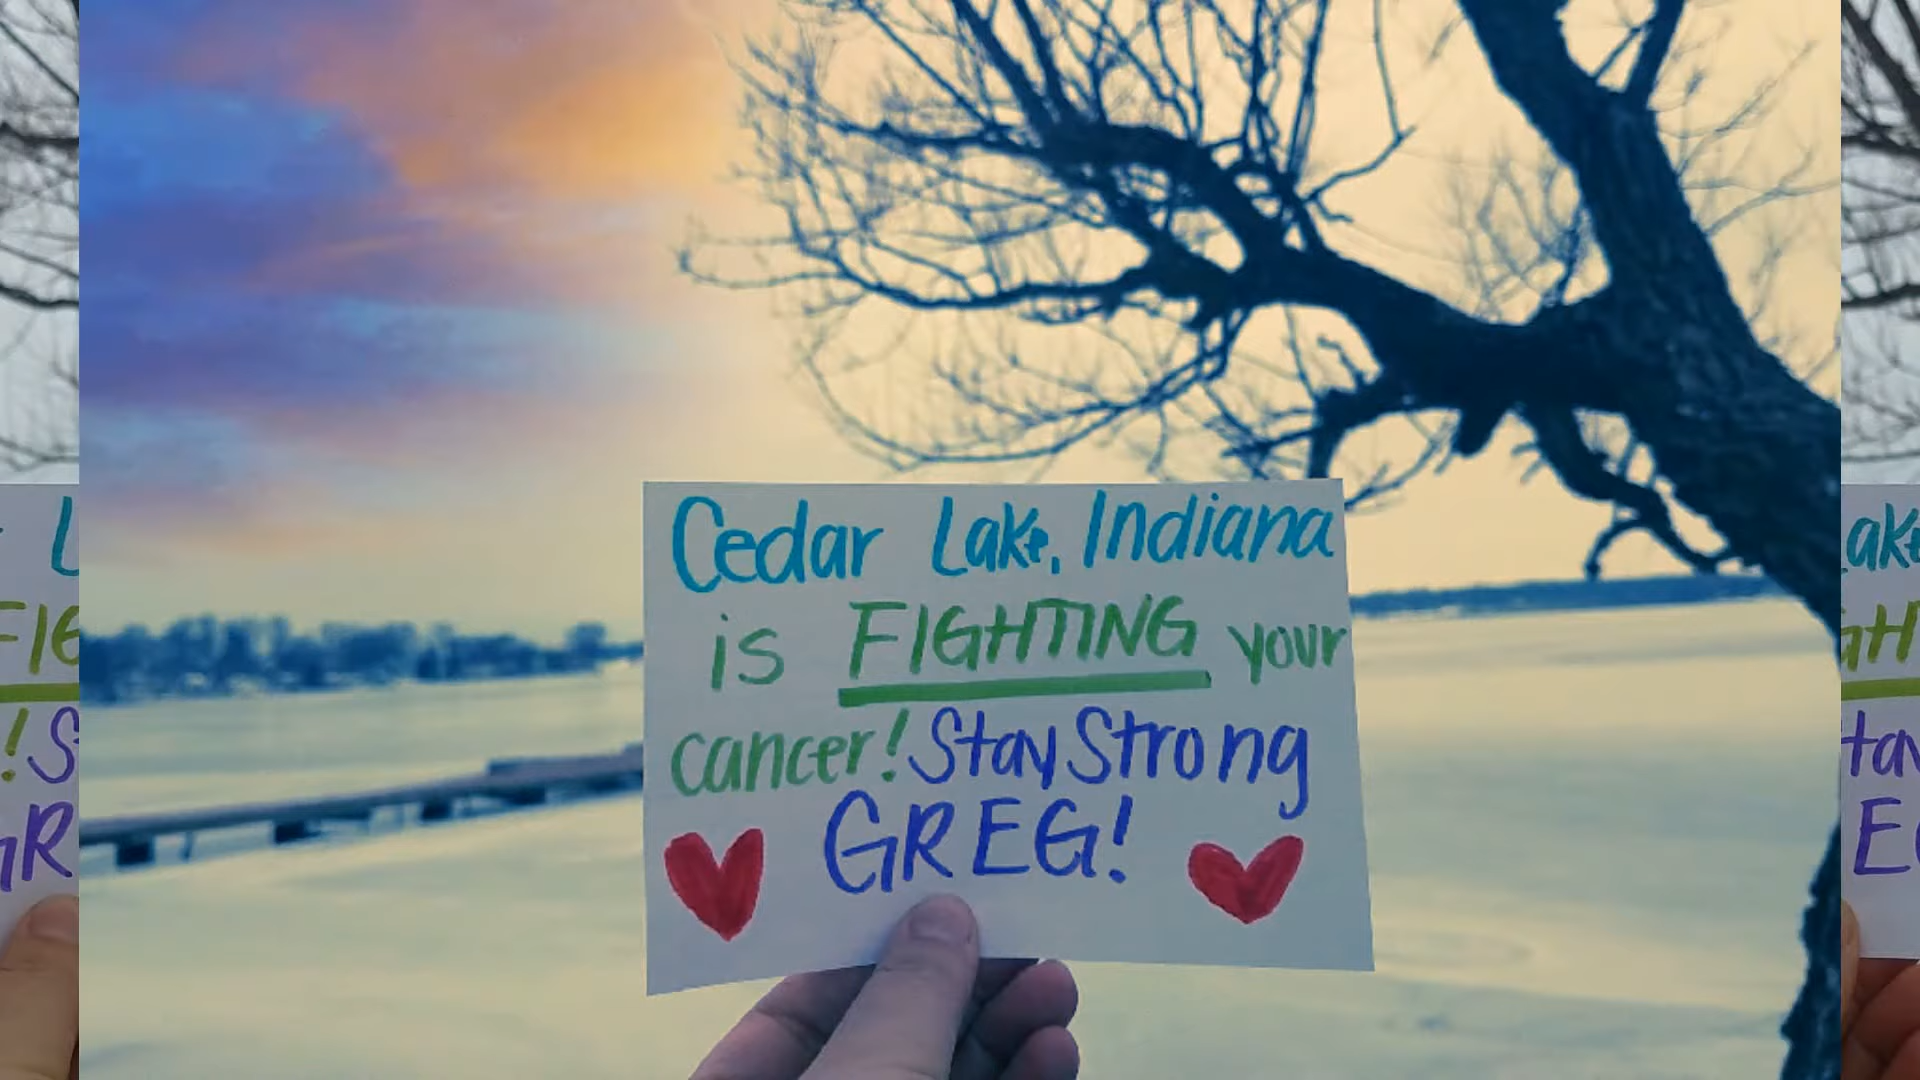 Cedar Lake, Indiana
is FIGHTING your
cancer! Stay Strong
GREG!